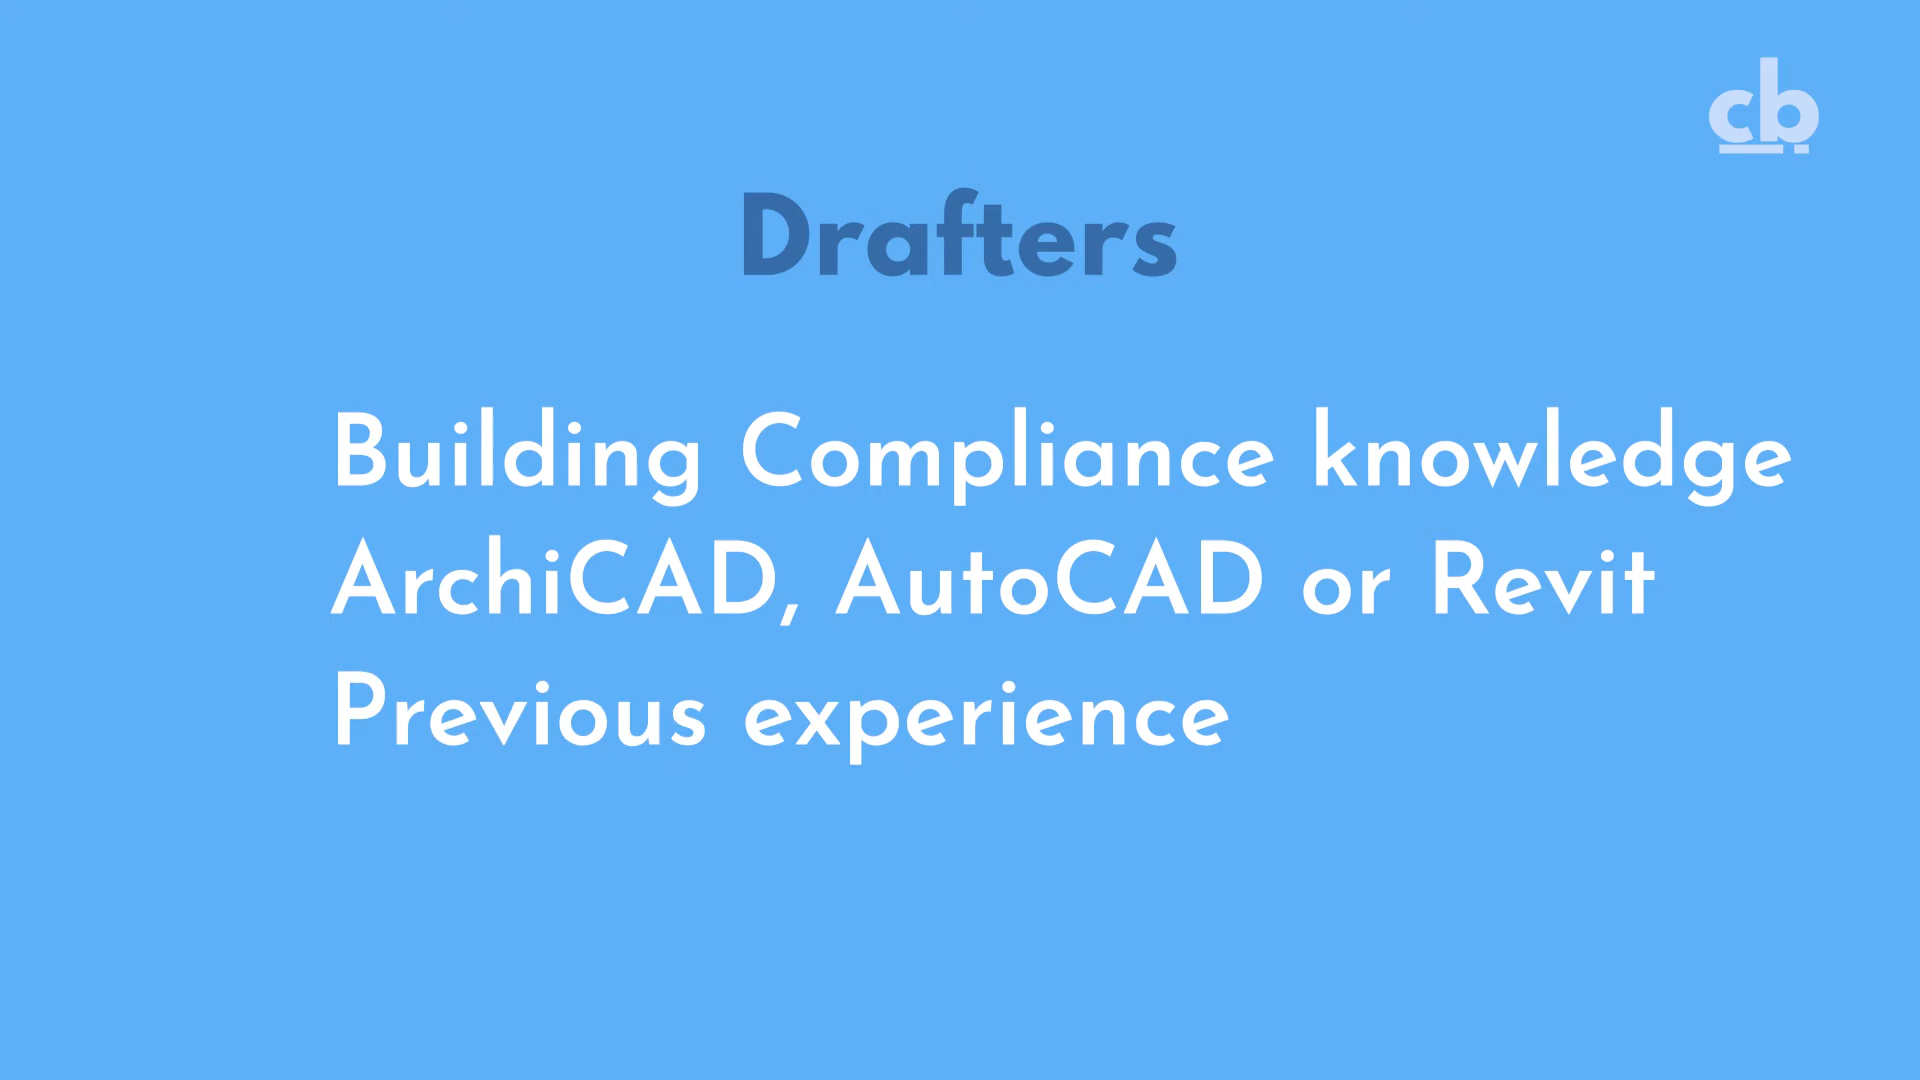 cb
Drafters
Building Compliance knowledge
ArchiCAD, AutoCAD or Revit
Previous experience